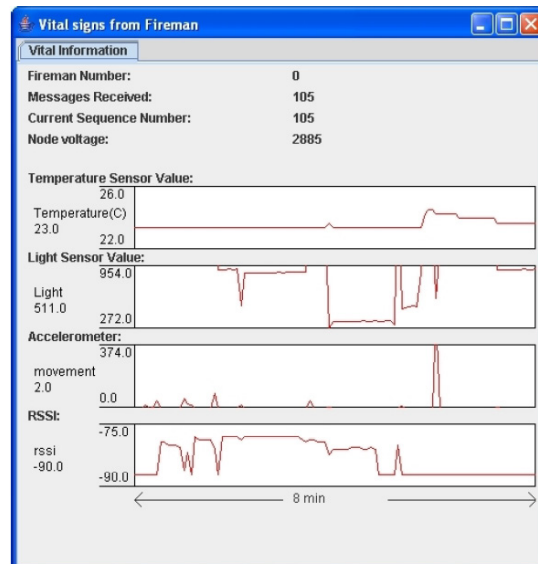 Vital signs from Fireman
Vital Information
Fireman Number: 0
Messages Received: 105
Current Sequence Number: 105
Node voltage: 2885
Temperature Sensor Value:
26.0
Temperature(C)
23.0
22.0
Light Sensor Value:
954.0
Light
511.0
272.0
Accelerometer:
374.0
movement
2.0
0.0
RSSI:
-75.0
rssi
-90.0
-90.0
8 min